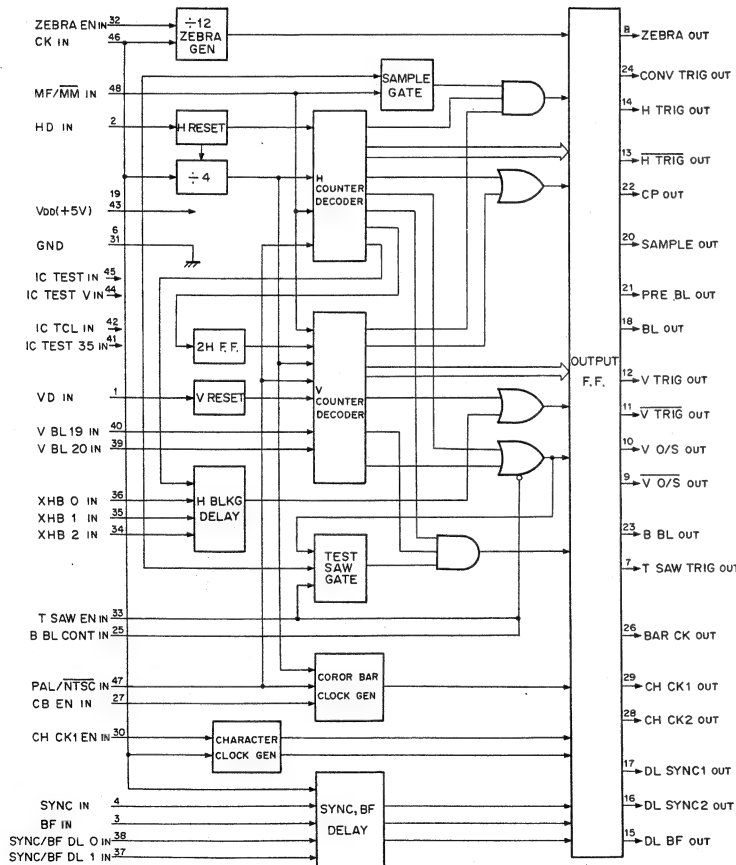 ZEBRA EN IN 32
CK IN 46
MF/M̅M̅ IN 48
HD IN 2
19
VDD(+5V) 43
6
GND 31
IC TEST IN 45
IC TEST V IN 44
IC TCL IN 42
IC TEST 35 IN 41
VD IN 1
V BL19 IN 40
V BL 20 IN 39
XHB 0 IN 36
XHB 1 IN 35
XHB 2 IN 34
T SAW EN IN 33
B BL CONT IN 25
PAL/N̅T̅S̅C̅ IN 47
CB EN IN 27
CH CK1 EN IN 30
SYNC IN 4
BF IN 3
SYNC/BF DL 0 IN 38
SYNC/BF DL 1 IN 37
÷12
ZEBRA
GEN
H RESET
÷4
2H F.F.
V RESET
H BLKG
DELAY
CHARACTER
CLOCK GEN
SAMPLE
GATE
H
COUNTER
DECODER
V
COUNTER
DECODER
TEST
SAW
GATE
COROR BAR
CLOCK GEN
SYNC, BF
DELAY
OUTPUT
F.F.
8 ZEBRA OUT
24 CONV TRIG OUT
14 H TRIG OUT
13 H̅ ̅T̅R̅I̅G̅ OUT
22 CP OUT
20 SAMPLE OUT
21 PRE BL OUT
18 BL OUT
12 V TRIG OUT
11 V̅ ̅T̅R̅I̅G̅ OUT
10 V O/S OUT
9 V̅ ̅O̅/̅S̅ OUT
23 B BL OUT
7 T SAW TRIG OUT
26 BAR CK OUT
29 CH CK1 OUT
28 CH CK2 OUT
17 DL SYNC1 OUT
16 DL SYNC2 OUT
15 DL BF OUT